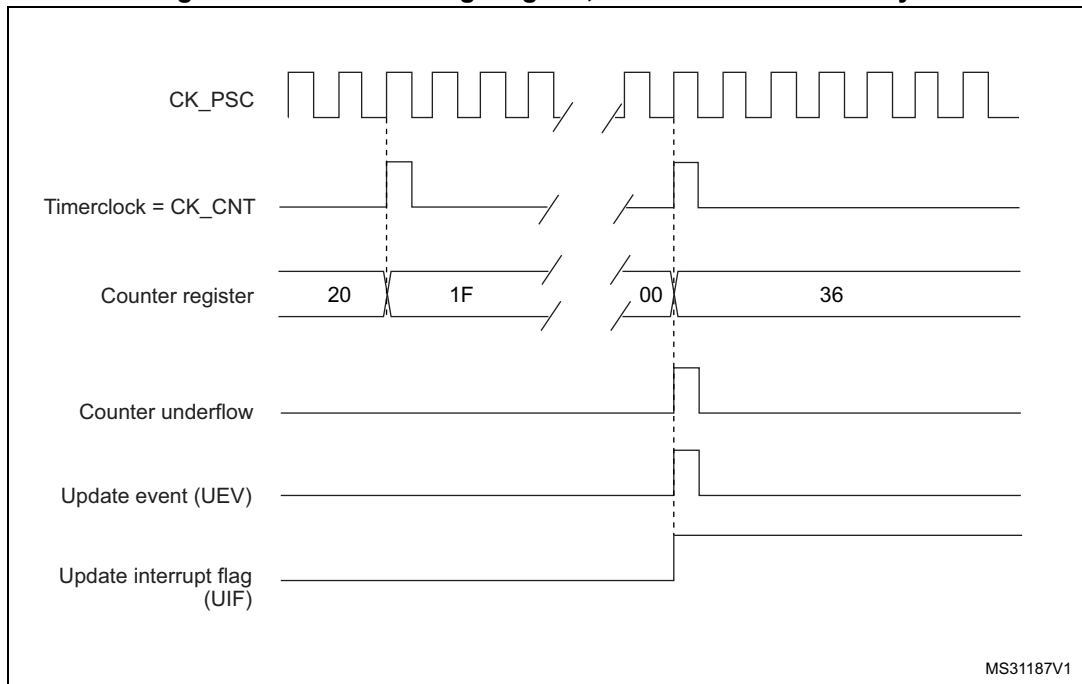 CK_PSC
Timerclock = CK_CNT
Counter register 20 1F 00 36
Counter underflow
Update event (UEV)
Update interrupt flag
(UIF)
MS31187V1